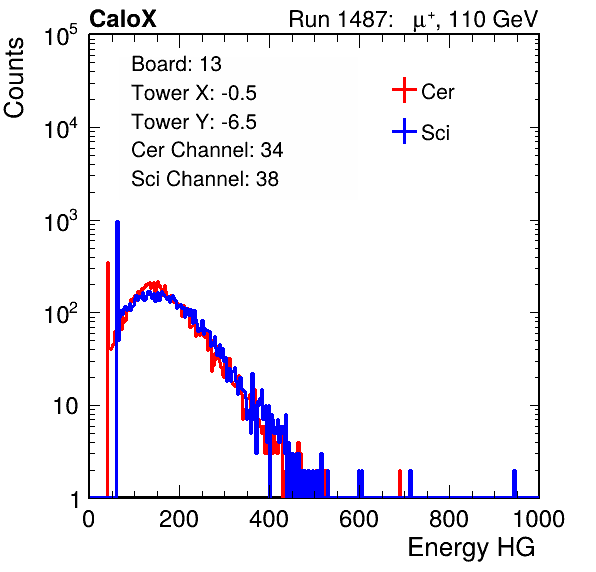 CaloX Run 1487: μ⁺, 110 GeV
Counts
Board: 13
Tower X: -0.5
Tower Y: -6.5
Cer Channel: 34
Sci Channel: 38
Cer
Sci
10⁵
10⁴
10³
10²
10
1
0 200 400 600 800 1000
Energy HG